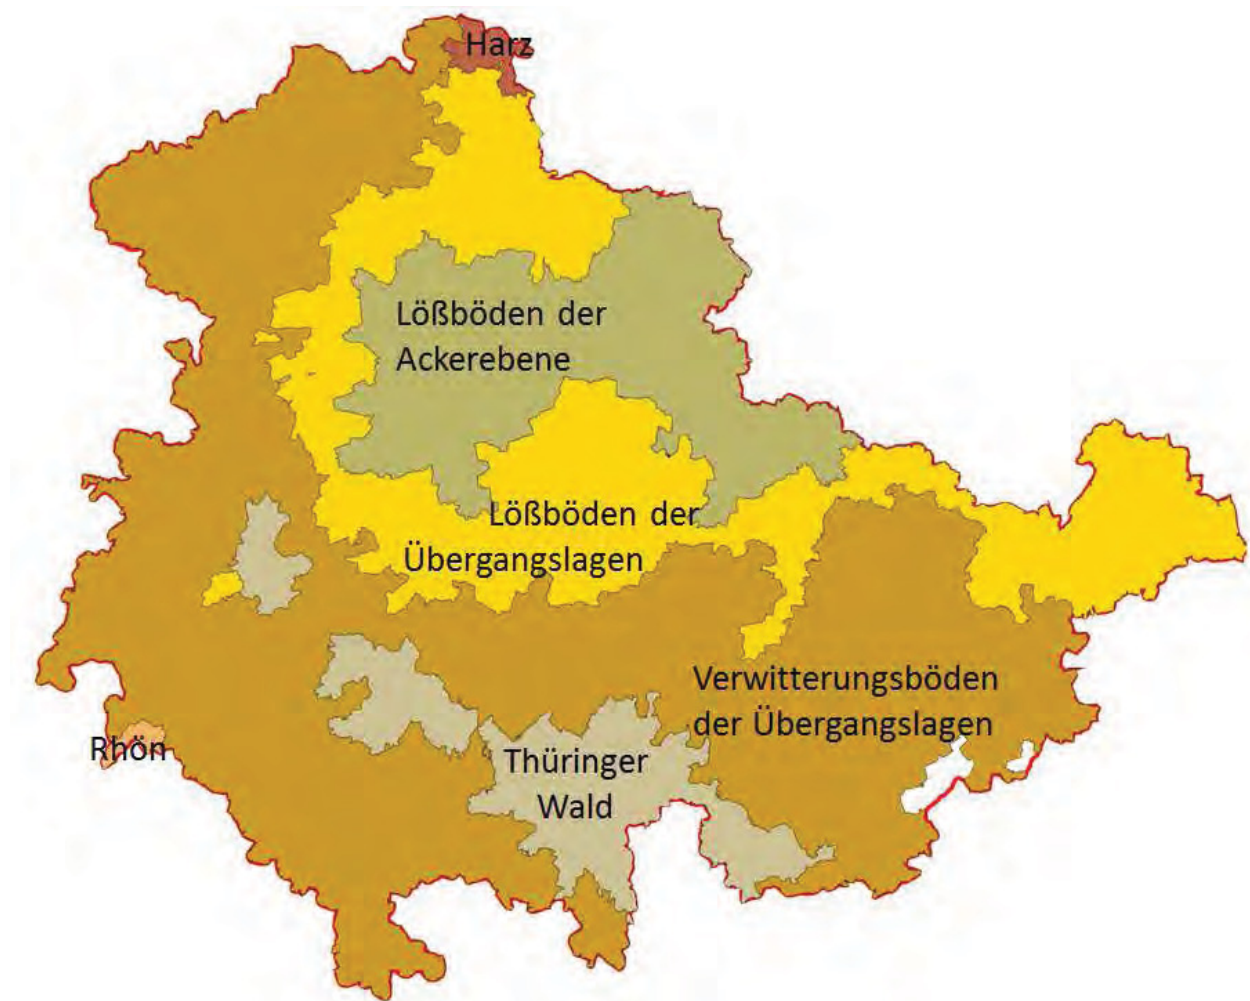 Harz
Lößböden der
Ackerebene
Lößböden der
Übergangslagen
Verwitterungsböden
der Übergangslagen
Rhön
Thüringer
Wald